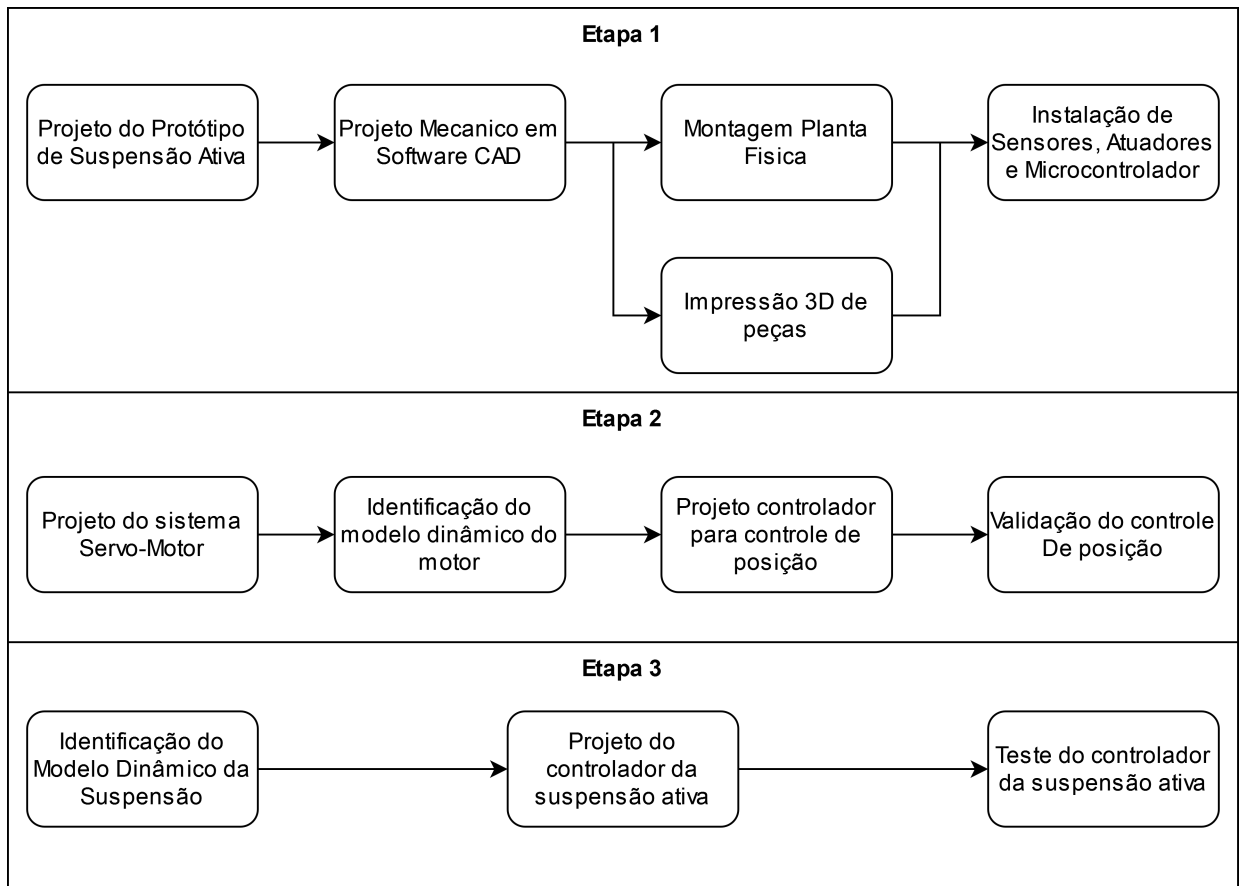 Etapa 1
Projeto do Protótipo
de Suspensão Ativa
Projeto Mecanico em
Software CAD
Montagem Planta
Fisica
Instalação de
Sensores, Atuadores
e Microcontrolador
Impressão 3D de
peças
Etapa 2
Projeto do sistema
Servo-Motor
Identificação do
modelo dinâmico do
motor
Projeto controlador
para controle de
posição
Validação do controle
De posição
Etapa 3
Identificação do
Modelo Dinâmico da
Suspensão
Projeto do
controlador da
suspensão ativa
Teste do controlador
da suspensão ativa